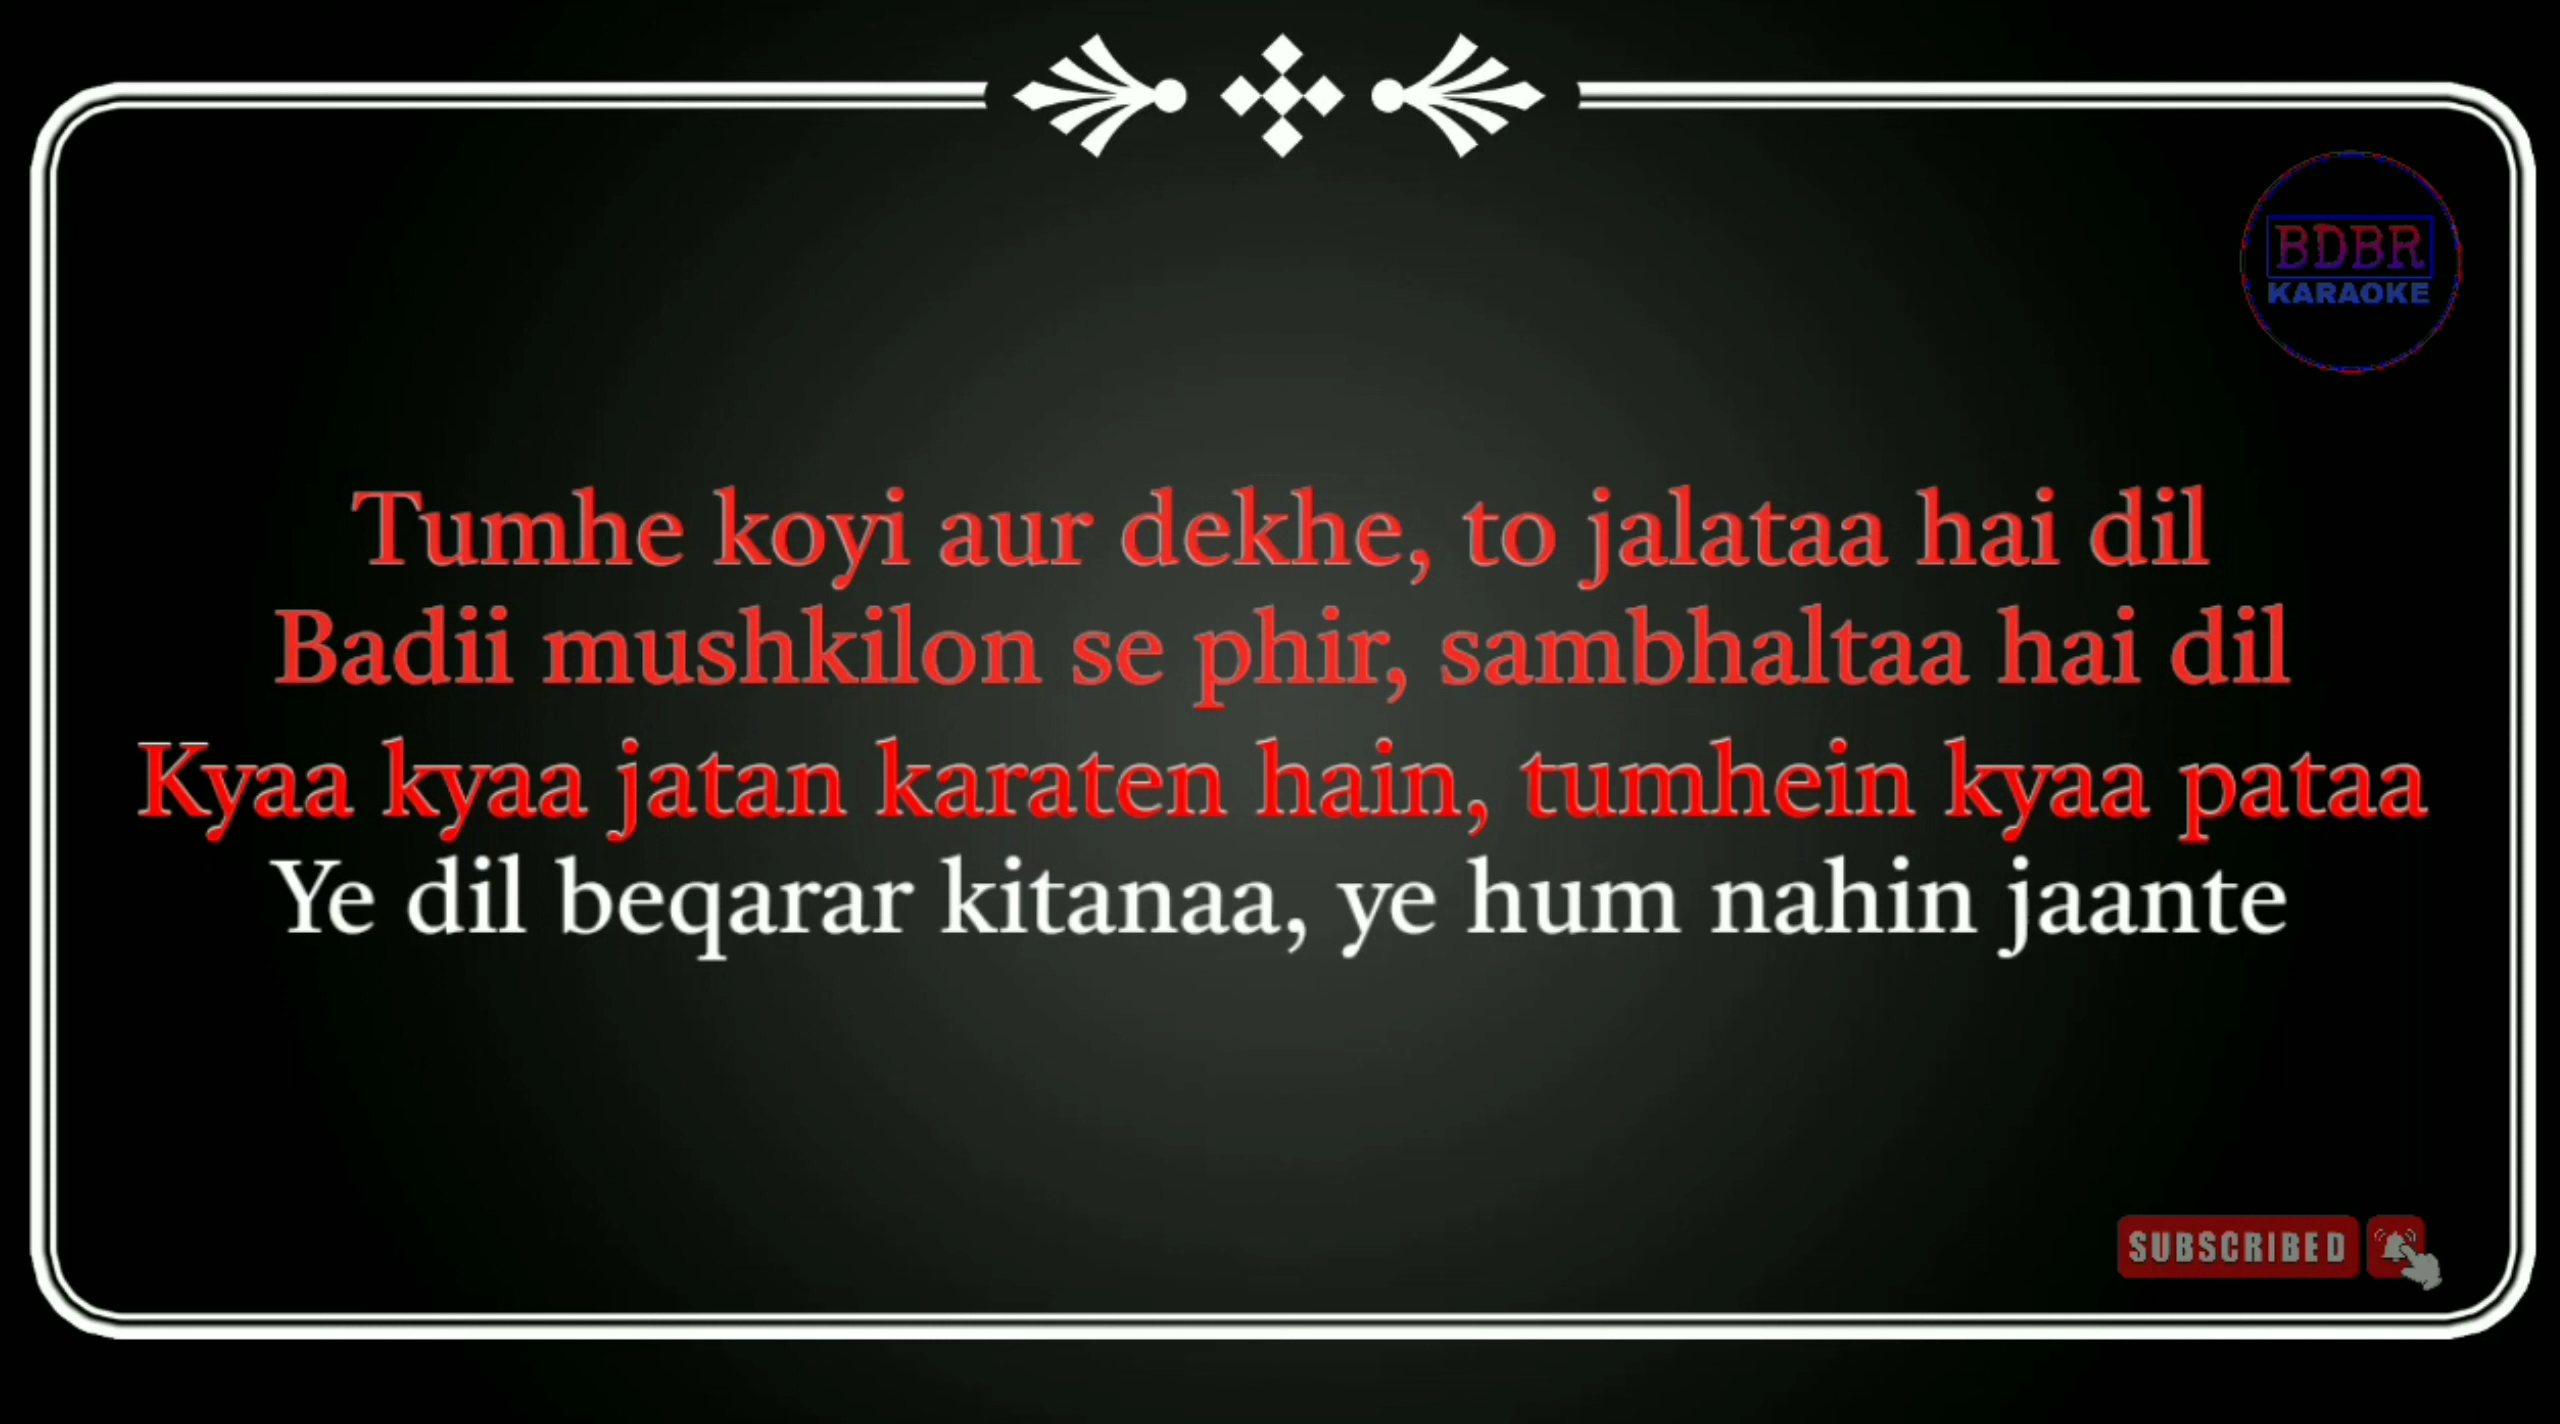 BDBR
KARAOKE
Tumhe koyi aur dekhe, to jalataa hai dil
Badii mushkilon se phir, sambhaltaa hai dil
Kyaa kyaa jatan karaten hain, tumhein kyaa pataa
Ye dil beqarar kitanaa, ye hum nahin jaante
SUBSCRIBED